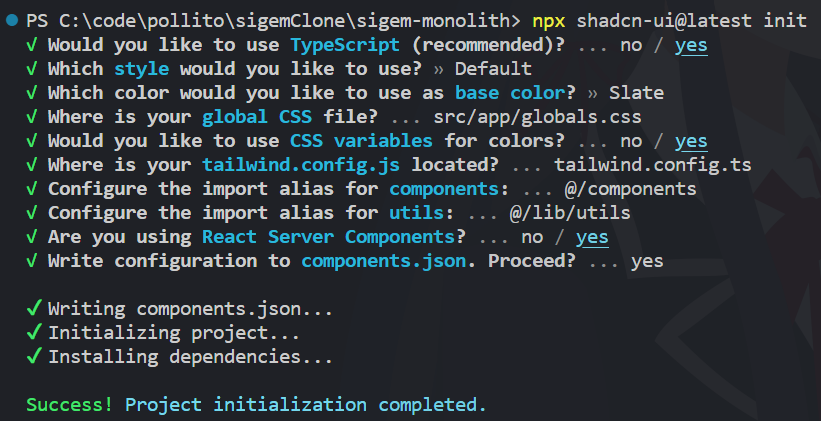 PS C:\code\pollito\sigemClone\sigem-monolith> npx shadcn-ui@latest init
√ Would you like to use TypeScript (recommended)? ... no / yes
√ Which style would you like to use? » Default
√ Which color would you like to use as base color? » Slate
√ Where is your global CSS file? ... src/app/globals.css
√ Would you like to use CSS variables for colors? ... no / yes
√ Where is your tailwind.config.js located? ... tailwind.config.ts
√ Configure the import alias for components: ... @/components
√ Configure the import alias for utils: ... @/lib/utils
√ Are you using React Server Components? ... no / yes
√ Write configuration to components.json. Proceed? ... yes
✔ Writing components.json...
✔ Initializing project...
✔ Installing dependencies...
Success! Project initialization completed.